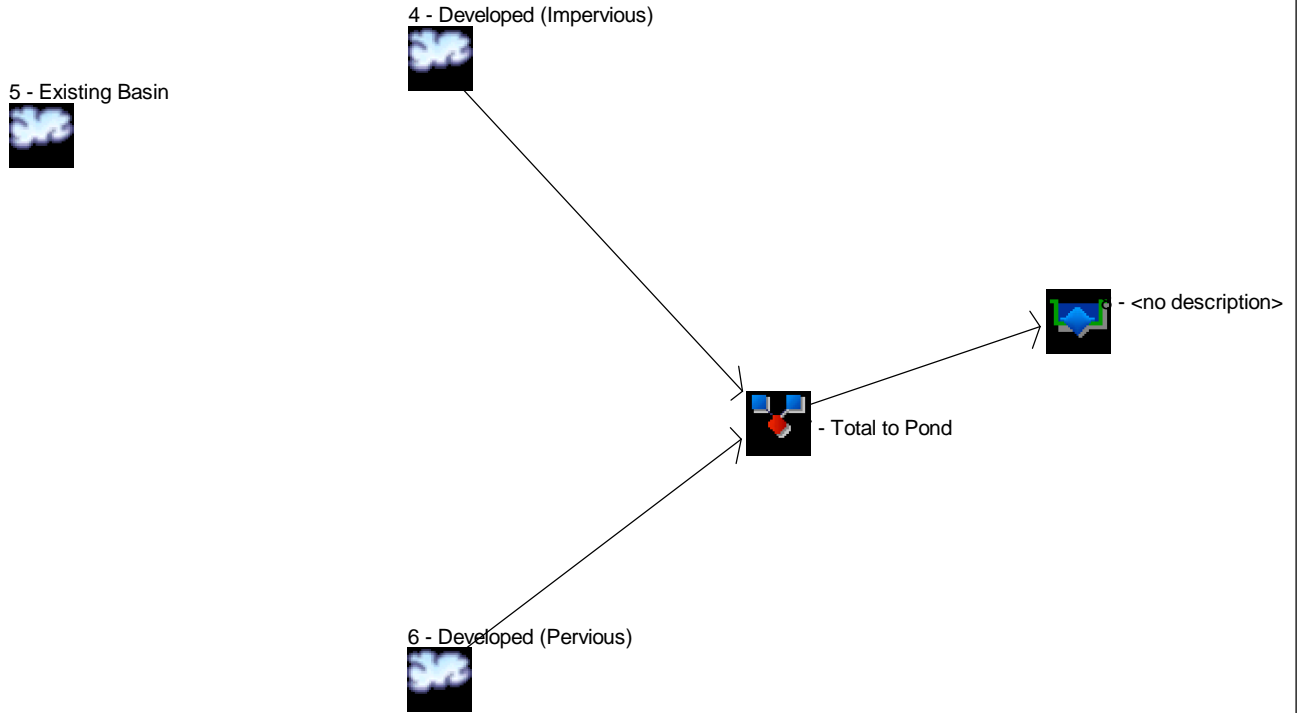 4 - Developed (Impervious)
5 - Existing Basin
- <no description>
- Total to Pond
6 - Developed (Pervious)